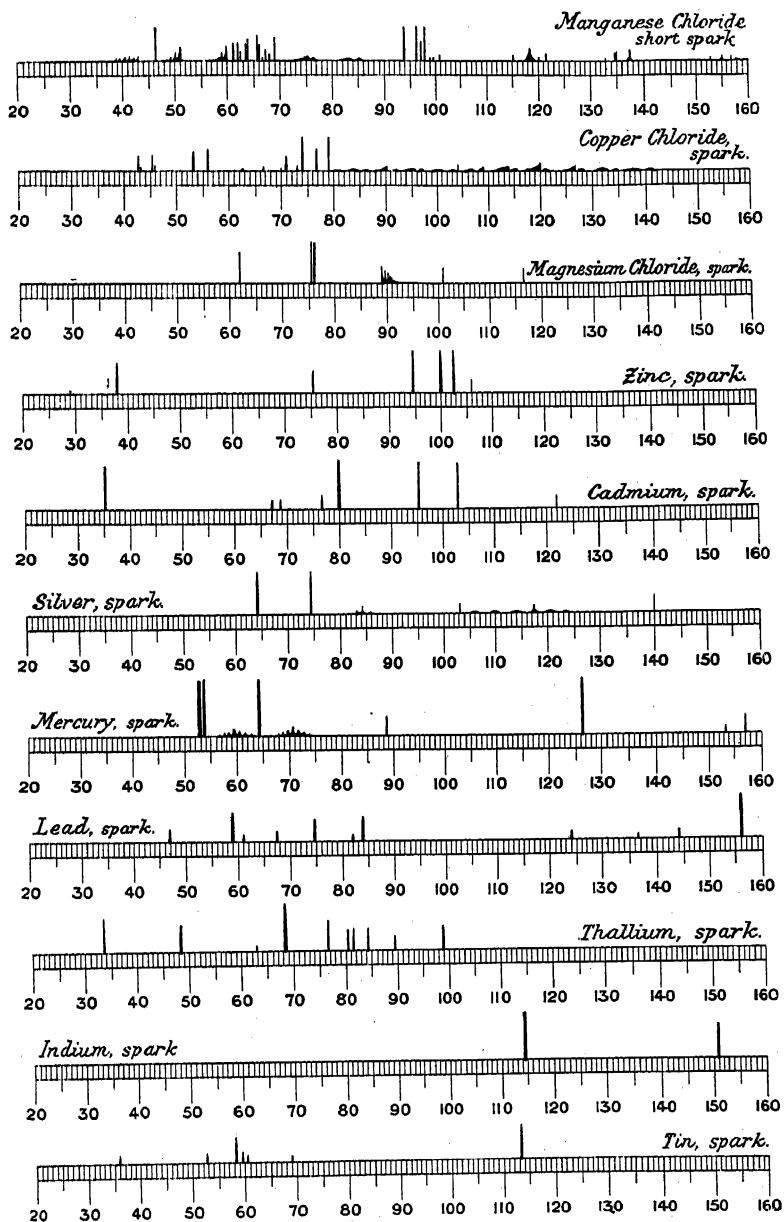 Manganese Chloride
short spark
20 30 40 50 60 70 80 90 100 110 120 130 140 150 160
Copper Chloride,
spark.
20 30 40 50 60 70 80 90 100 110 120 130 140 150 160
Magnesium Chloride, spark.
20 30 40 50 60 70 80 90 100 110 120 130 140 150 160
Zinc, spark.
20 30 40 50 60 70 80 90 100 110 120 130 140 150 160
Cadmium, spark.
20 30 40 50 60 70 80 90 100 110 120 130 140 150 160
Silver, spark.
20 30 40 50 60 70 80 90 100 110 120 130 140 150 160
Mercury, spark.
20 30 40 50 60 70 80 90 100 110 120 130 140 150 160
Lead, spark.
20 30 40 50 60 70 80 90 100 110 120 130 140 150 160
Thallium, spark.
20 30 40 50 60 70 80 90 100 110 120 130 140 150 160
Indium, spark
20 30 40 50 60 70 80 90 100 110 120 130 140 150 160
Tin, spark.
20 30 40 50 60 70 80 90 100 110 120 130 140 150 160